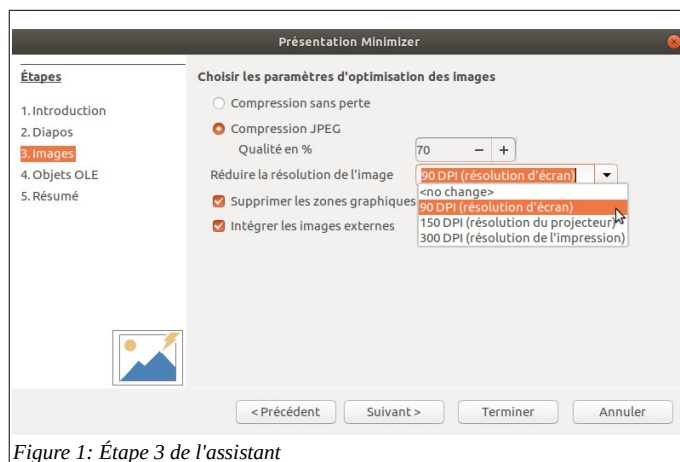 Présentation Minimizer
Étapes
1. Introduction
2. Diapos
3. Images
4. Objets OLE
5. Résumé
Choisir les paramètres d'optimisation des images
Compression sans perte
Compression JPEG
Qualité en %
70
Réduire la résolution de l'image
90 DPI (résolution d'écran)
<no change>
90 DPI (résolution d'écran)
150 DPI (résolution du projecteur)
300 DPI (résolution de l'impression)
Supprimer les zones graphiques
Intégrer les images externes
< Précédent
Suivant >
Terminer
Annuler
Figure 1: Étape 3 de l'assistant